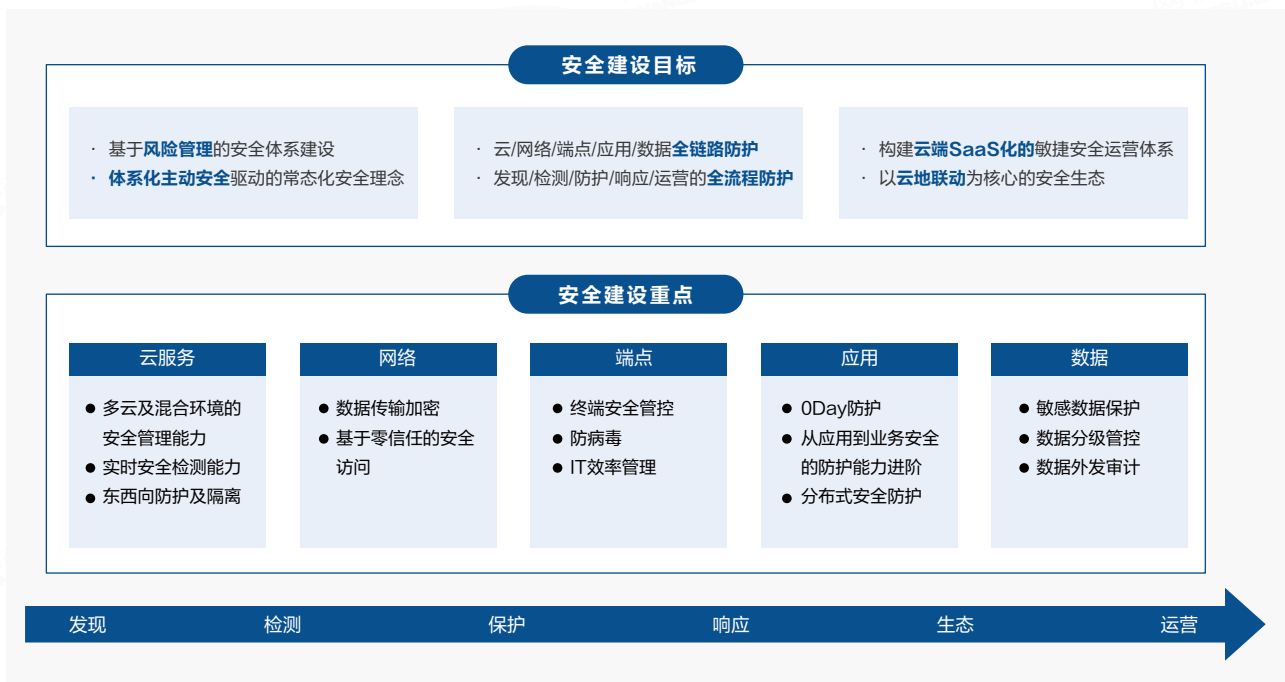 安全建设目标
· 基于风险管理的安全体系建设
· 体系化主动安全驱动的常态化安全理念
· 云/网络/端点/应用/数据全链路防护
· 发现/检测/防护/响应/运营的全流程防护
· 构建云端SaaS化的敏捷安全运营体系
· 以云地联动为核心的安全生态
安全建设重点
云服务
● 多云及混合环境的
安全管理能力
● 实时安全检测能力
● 东西向防护及隔离
网络
● 数据传输加密
● 基于零信任的安全
访问
端点
● 终端安全管控
● 防病毒
● IT效率管理
应用
● 0Day防护
● 从应用到业务安全
的防护能力进阶
● 分布式安全防护
数据
● 敏感数据保护
● 数据分级管控
● 数据外发审计
发现 检测 保护 响应 生态 运营